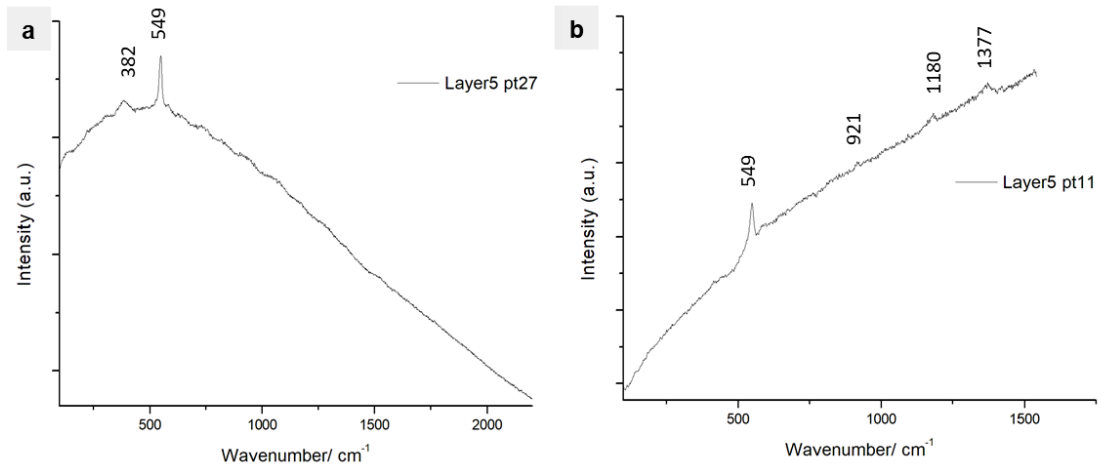 a
382
549
Layer5 pt27
Intensity (a.u.)
500
1000
1500
2000
Wavenumber/ cm⁻¹
b
549
921
1180
1377
Layer5 pt11
Intensity (a.u.)
500
1000
1500
Wavenumber/ cm⁻¹